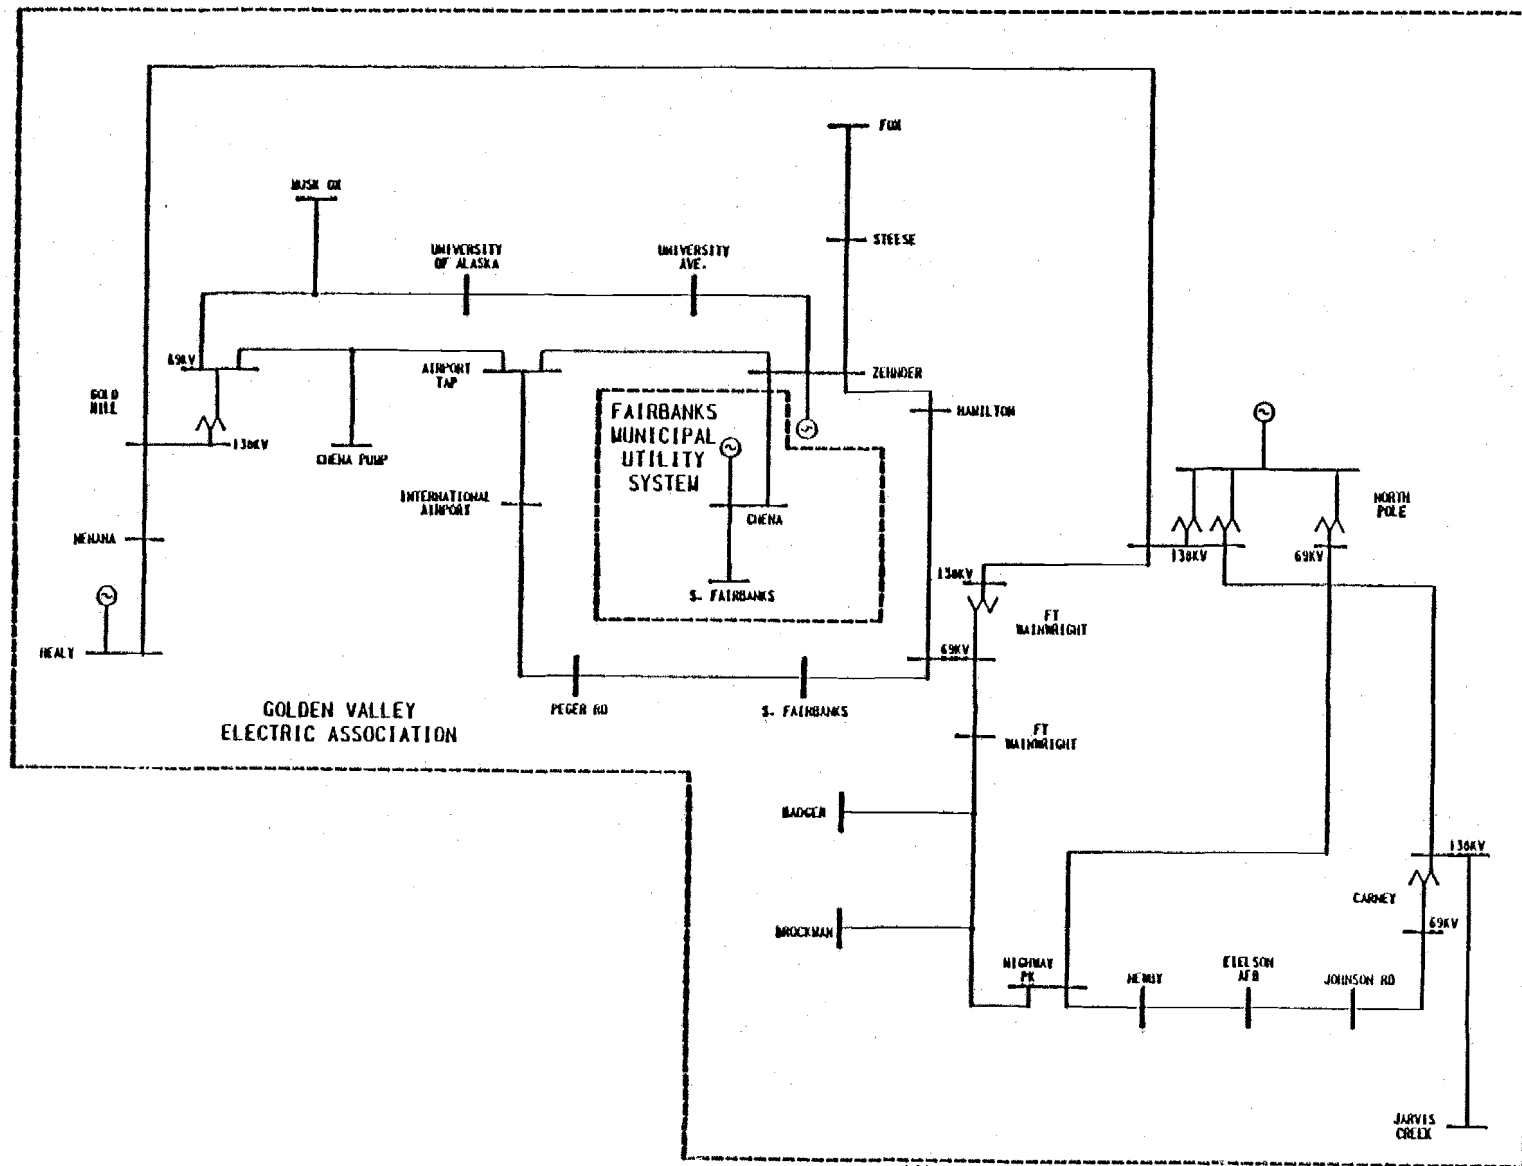 FOX
MUSK OX
STEESE
UNIVERSITY
OF ALASKA
UNIVERSITY
AVE.
69KV
AIRPORT
TAP
ZEHNDER
GOLD
HILL
HAMILTON
FAIRBANKS
MUNICIPAL
UTILITY
SYSTEM
138KV
CHENA PUMP
INTERNATIONAL
AIRPORT
CHENA
NORTH
POLE
NENANA
138KV
69KV
138KV
S. FAIRBANKS
FT
WAINWRIGHT
HEALY
69KV
GOLDEN VALLEY
ELECTRIC ASSOCIATION
PEGER RD
S. FAIRBANKS
FT
WAINWRIGHT
BADGER
138KV
CARNEY
BROCKMAN
69KV
HIGHWAY
PK
EIELSON
AFB
JOHNSON RD
JARVIS
CREEK